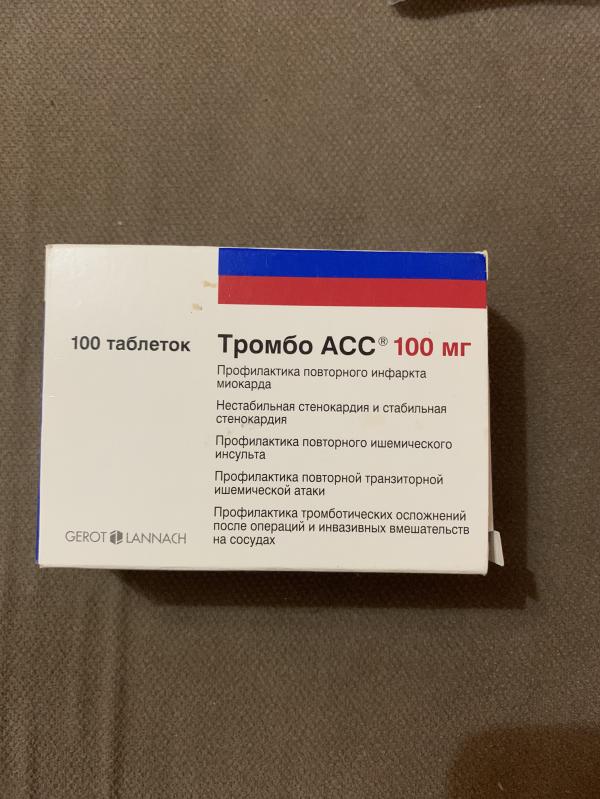 100 таблеток
Тромбо АСС® 100 мг
Профилактика повторного инфаркта
миокарда
Нестабильная стенокардия и стабильная
стенокардия
Профилактика повторного ишемического
инсульта
Профилактика повторной транзиторной
ишемической атаки
Профилактика тромботических осложнений
после операций и инвазивных вмешательств
на сосудах
GEROT LANNACH